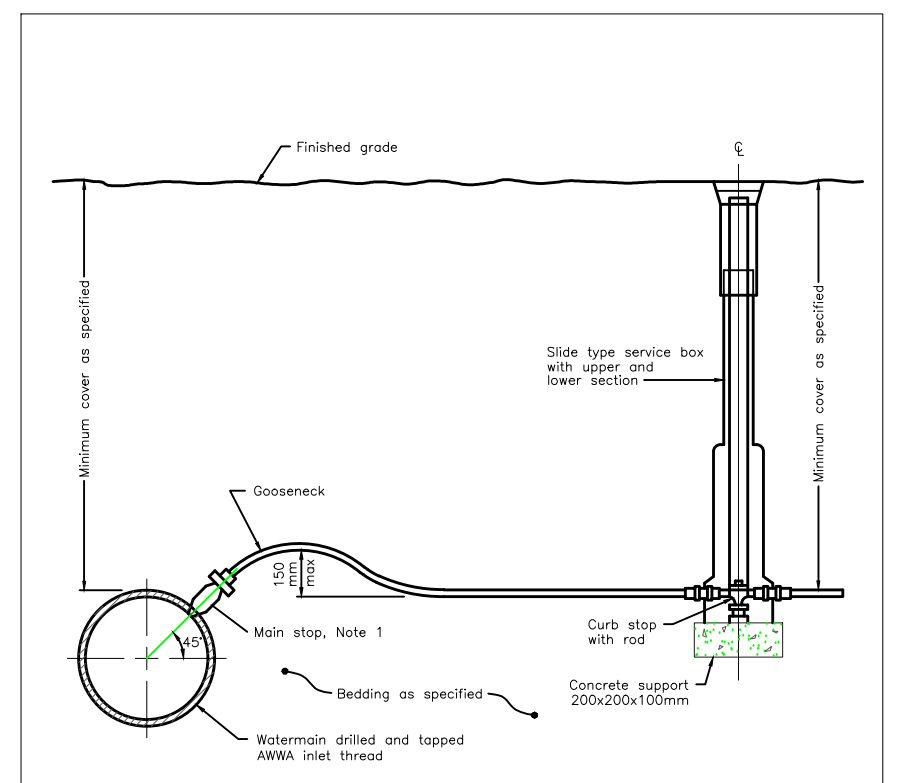 Finished grade
℄
Minimum cover as specified
Minimum cover as specified
Slide type service box
with upper and
lower section
Gooseneck
150
mm
max
Main stop, Note 1
45°
Curb stop
with rod
Bedding as specified
Concrete support
200x200x100mm
Watermain drilled and tapped
AWWA inlet thread